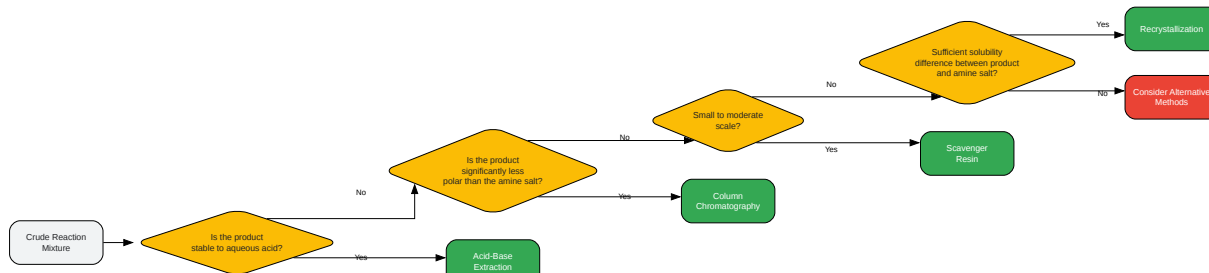 Crude Reaction
Mixture
Is the product
stable to aqueous acid?
Yes
Acid-Base
Extraction
No
Is the product
significantly less
polar than the amine salt?
Yes
Column
Chromatography
No
Small to moderate
scale?
Yes
Scavenger
Resin
No
Sufficient solubility
difference between product
and amine salt?
Yes
Recrystallization
No
Consider Alternative
Methods